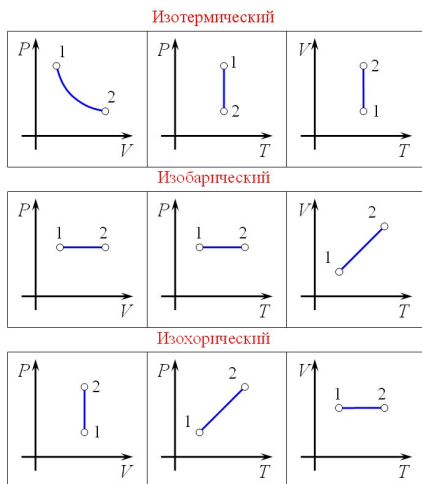 Изотермический
P 1 2 V
P 1 2 T
V 2 1 T
Изобарический
P 1 2 V
P 1 2 T
V 2 1 T
Изохорический
P 2 1 V
P 2 1 T
V 1 2 T